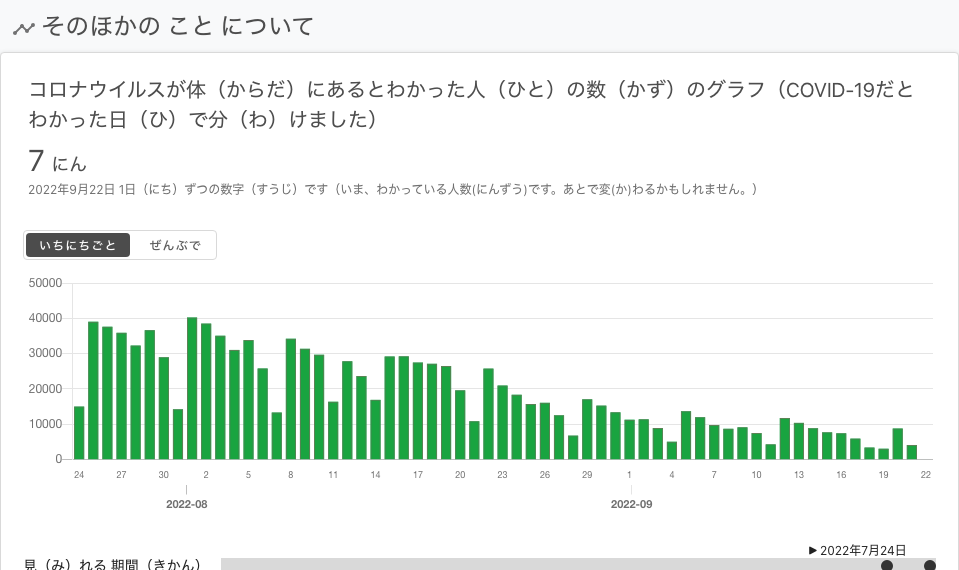 そのほかの こと について
コロナウイルスが体（からだ）にあるとわかった人（ひと）の数（かず）のグラフ（COVID-19だと
わかった日（ひ）で分（わ）けました）
7 にん
2022年9月22日 1日（にち）ずつの数字（すうじ）です（いま、わかっている人数(にんずう)です。あとで変(か)わるかもしれません。）
いちにちごと ぜんぶで
50000
40000
30000
20000
10000
0
24 27 30 2 5 8 11 14 17 20 23 26 29 1 4 7 10 13 16 19 22
2022-08 2022-09
▶ 2022年7月24日
見（み）れる 期間（きかん）